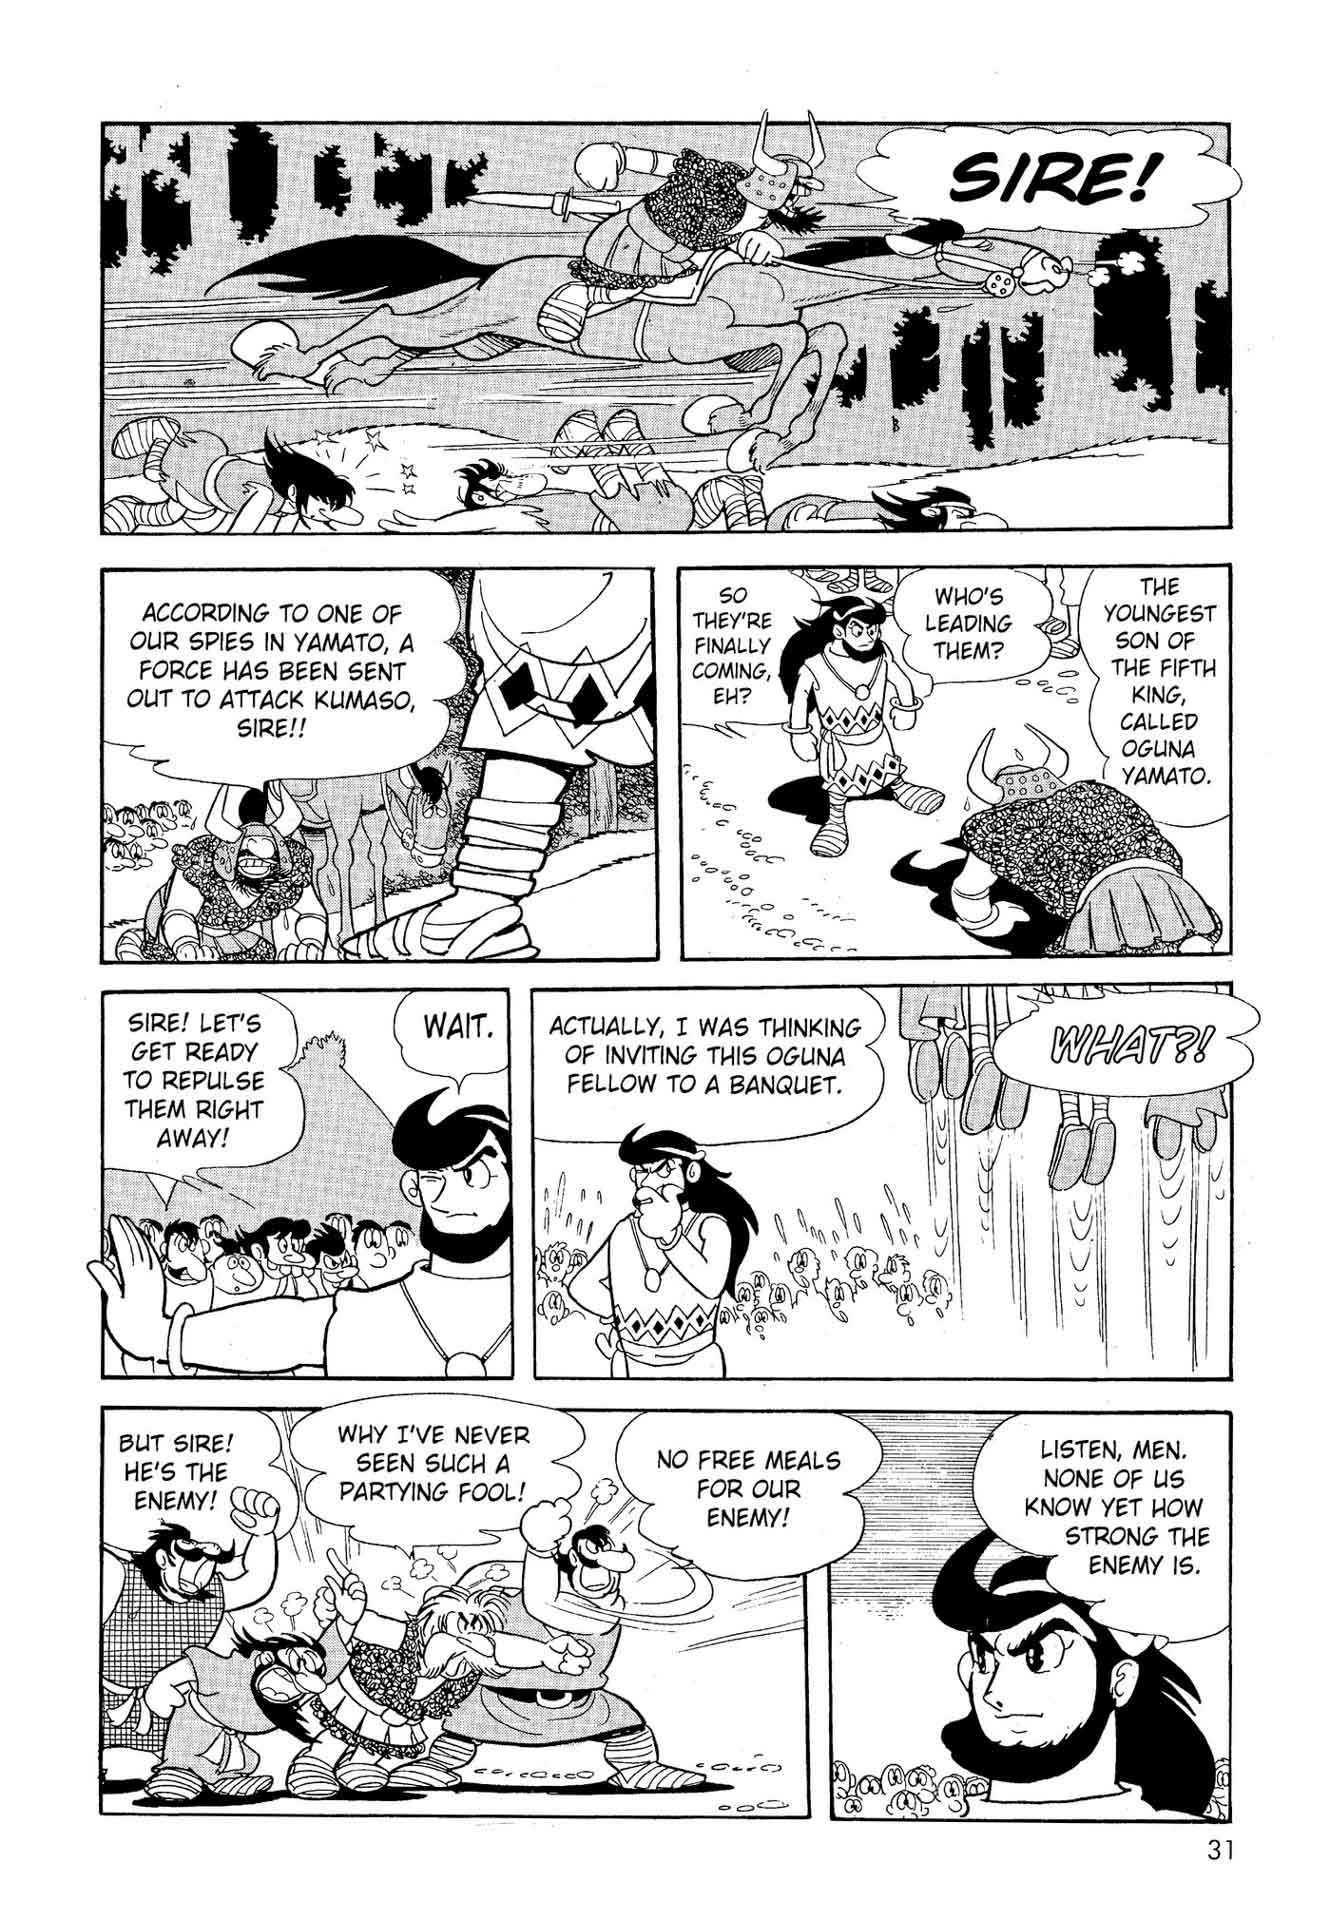 SIRE!
ACCORDING TO ONE OF
OUR SPIES IN YAMATO, A
FORCE HAS BEEN SENT
OUT TO ATTACK KUMASO,
SIRE!!
SO
THEY'RE
FINALLY
COMING,
EH?
WHO'S
LEADING
THEM?
THE
YOUNGEST
SON OF
THE FIFTH
KING,
CALLED
OGUNA
YAMATO.
SIRE! LET'S
GET READY
TO REPULSE
THEM RIGHT
AWAY!
WAIT.
ACTUALLY, I WAS THINKING
OF INVITING THIS OGUNA
FELLOW TO A BANQUET.
WHAT?!
BUT SIRE!
HE'S THE
ENEMY!
WHY I'VE NEVER
SEEN SUCH A
PARTYING FOOL!
NO FREE MEALS
FOR OUR
ENEMY!
LISTEN, MEN.
NONE OF US
KNOW YET HOW
STRONG THE
ENEMY IS.
31